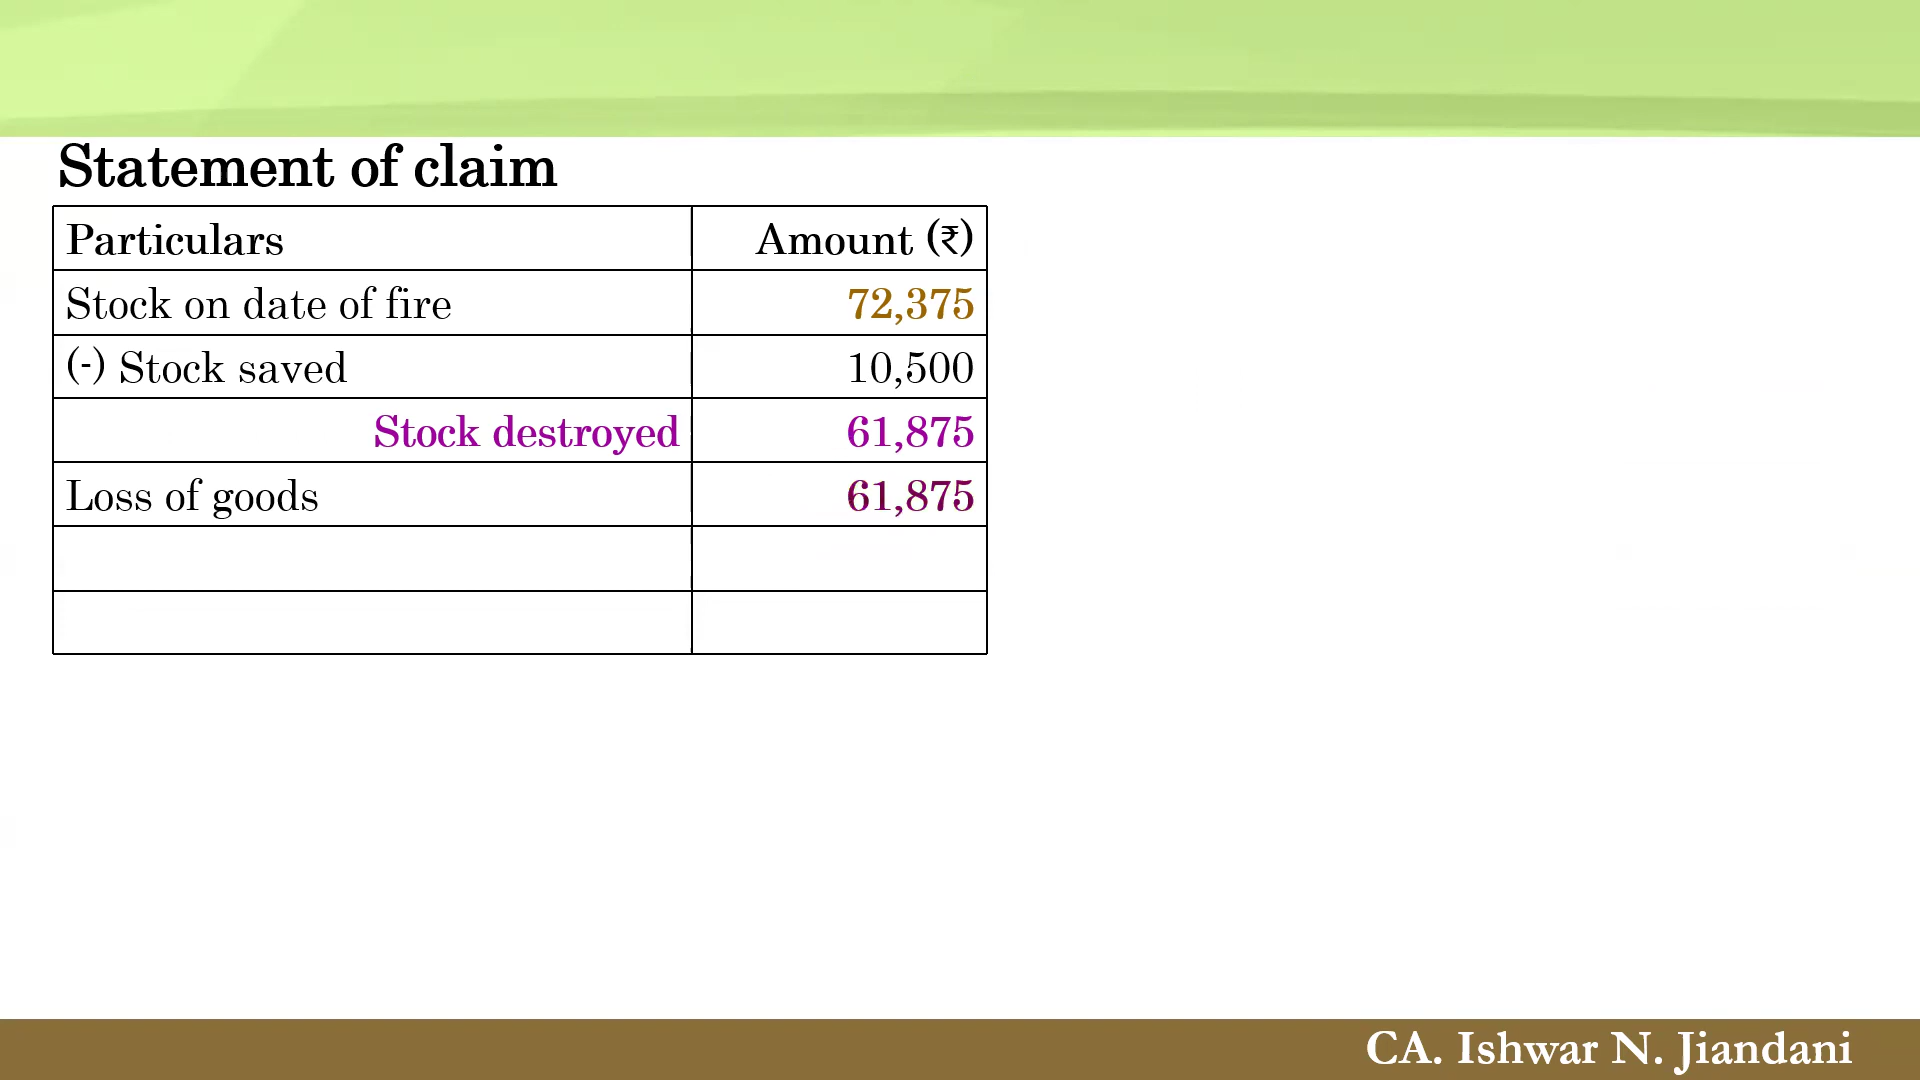 Statement of claim
Particulars Amount (₹)
Stock on date of fire 72,375
(-) Stock saved 10,500
Stock destroyed 61,875
Loss of goods 61,875
CA. Ishwar N. Jiandani